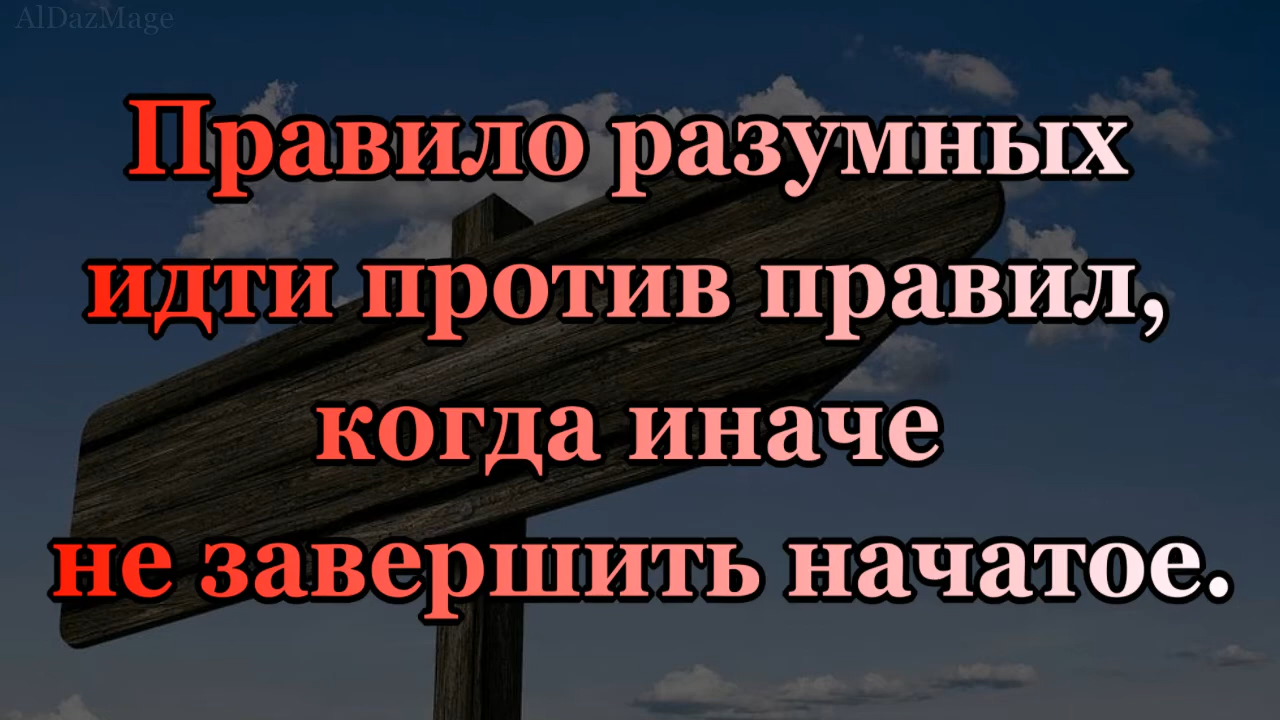 AlDazMage
Правило разумных
идти против правил,
когда иначе
не завершить начатое.